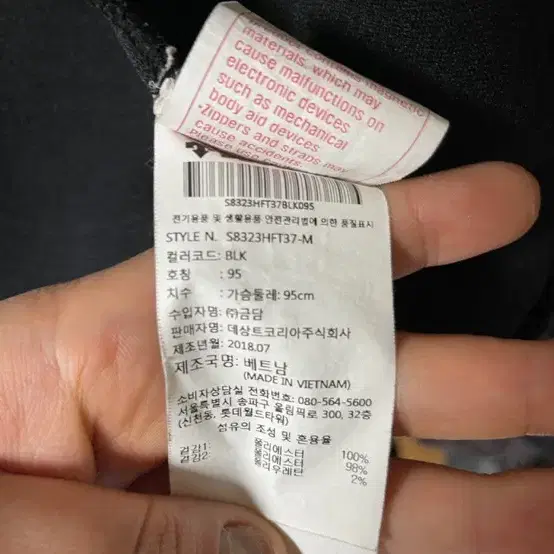 product contains magnetic
materials, which may
cause malfunctions on
electronic devices
such as mechanical
body aid devices
·Zippers and straps may
cause accidents.
S8323HFT37BLK095
전기용품 및 생활용품 안전관리법에 의한 품질표시
STYLE N. S8323HFT37-M
컬러코드: BLK
호칭 : 95
치수 : 가슴둘레: 95cm
수입자명: ㈜금담
판매자명: 데상트코리아주식회사
제조년월: 2018.07
제조국명: 베트남
(MADE IN VIETNAM)
소비자상담실 전화번호: 080-564-5600
서울특별시 송파구 올림픽로 300, 32층
(신천동, 롯데월드타워)
섬유의 조성 및 혼용율
겉감1: 폴리에스터 100%
겉감2: 폴리에스터 98%
폴리우레탄 2%